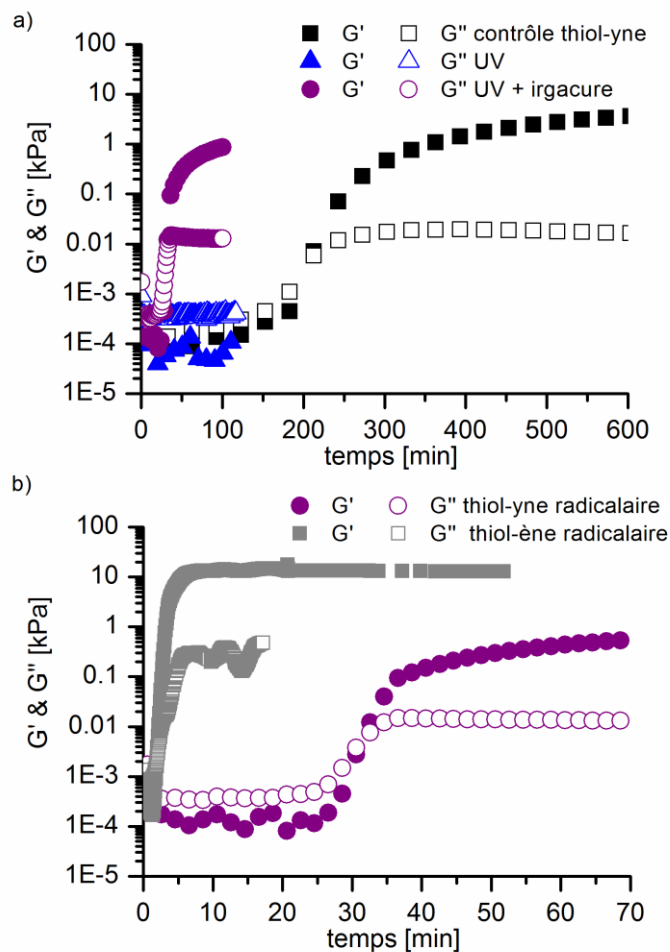 a)
G' G'' contrôle thiol-yne
G' G'' UV
G' G'' UV + irgacure
100
10
1
0.1
0.01
1E-3
1E-4
1E-5
G' & G'' [kPa]
0 100 200 300 400 500 600
temps [min]
b)
G' G'' thiol-yne radicalaire
G' G'' thiol-ène radicalaire
100
10
1
0.1
0.01
1E-3
1E-4
1E-5
G' & G'' [kPa]
0 10 20 30 40 50 60 70
temps [min]